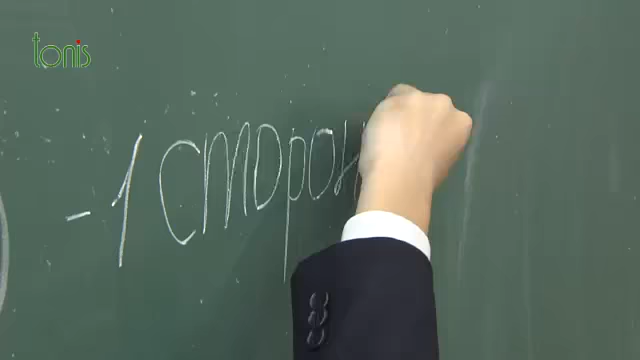 tonis
- 1 сторон